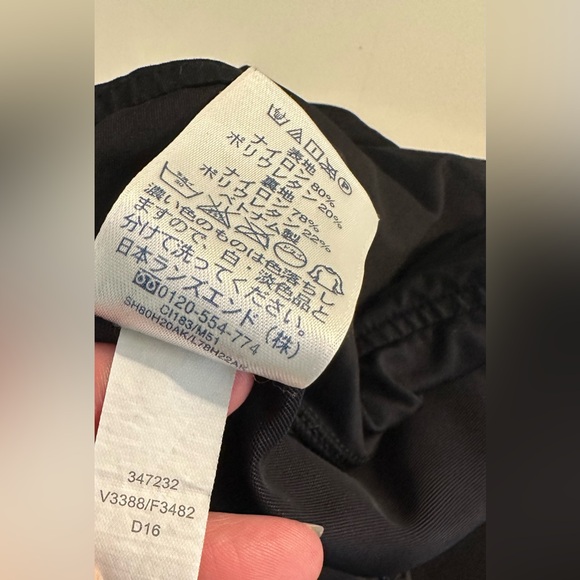 表地
ナイロン 80%
ポリウレタン 20%
裏地
ナイロン 78%
ポリウレタン 22%
ベトナム製
濃い色のものは色落ちし
ますので、白・淡色品と
分けて洗ってください。
日本ランズエンド(株)
0120-554-774
CI183/M51
SH80H20AK/L78H22AK
347232
V3388/F3482
D16